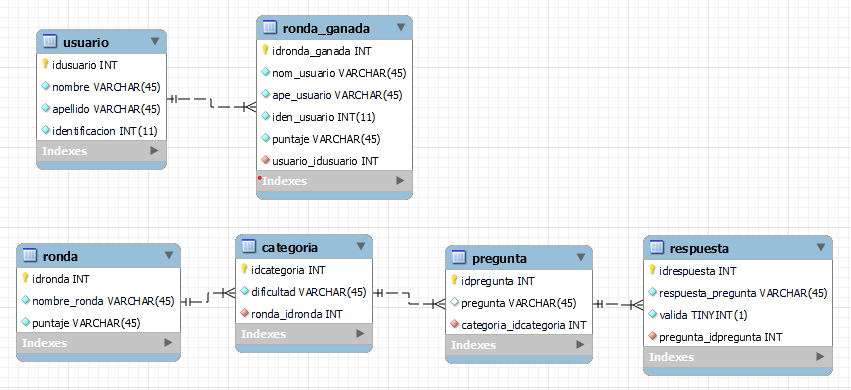 usuario
idusuario INT
nombre VARCHAR(45)
apellido VARCHAR(45)
identificacion INT(11)
Indexes
ronda_ganada
idronda_ganada INT
nom_usuario VARCHAR(45)
ape_usuario VARCHAR(45)
iden_usuario INT(11)
puntaje VARCHAR(45)
usuario_idusuario INT
Indexes
ronda
idronda INT
nombre_ronda VARCHAR(45)
puntaje VARCHAR(45)
Indexes
categoria
idcategoria INT
dificultad VARCHAR(45)
ronda_idronda INT
Indexes
pregunta
idpregunta INT
pregunta VARCHAR(45)
categoria_idcategoria INT
Indexes
respuesta
idrespuesta INT
respuesta_pregunta VARCHAR(45)
valida TINYINT(1)
pregunta_idpregunta INT
Indexes